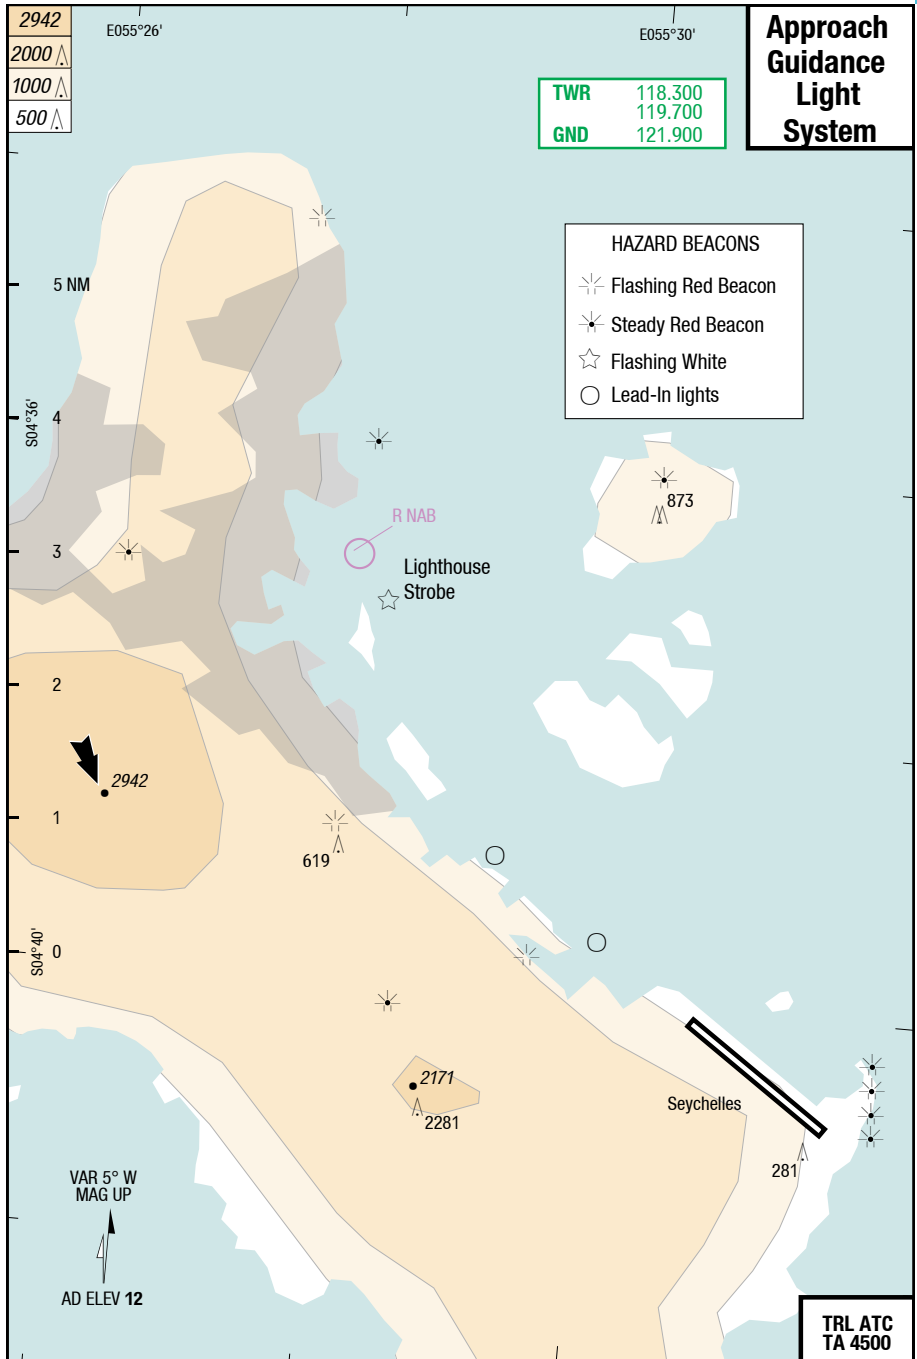 2942
2000
1000
500
E055°26'
E055°30'
Approach
Guidance
Light
System
TWR 118.300
119.700
GND 121.900
HAZARD BEACONS
Flashing Red Beacon
Steady Red Beacon
Flashing White
Lead-In lights
5 NM
S04°36'
4
873
R NAB
3
Lighthouse
Strobe
2
2942
1
619
S04°40'
0
2171
2281
Seychelles
281
VAR 5° W
MAG UP
AD ELEV 12
TRL ATC
TA 4500